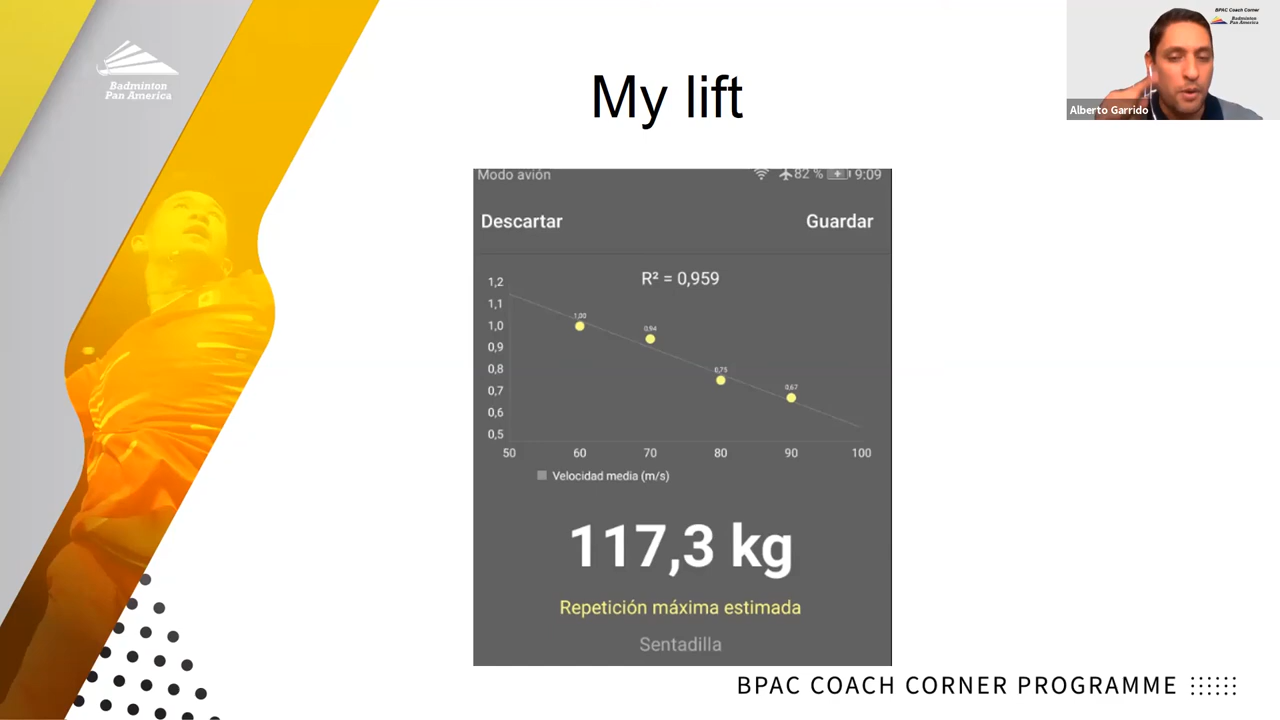 Badminton
Pan America
My lift
BPAC Coach Corner
Badminton
Pan America
Alberto Garrido
Modo avión
82 %
9:09
Descartar
Guardar
R² = 0,959
1,2
1,1
1,0
0,9
0,8
0,7
0,6
0,5
1,00
0,94
0,75
0,67
50 60 70 80 90 100
Velocidad media (m/s)
117,3 kg
Repetición máxima estimada
Sentadilla
BPAC COACH CORNER PROGRAMME